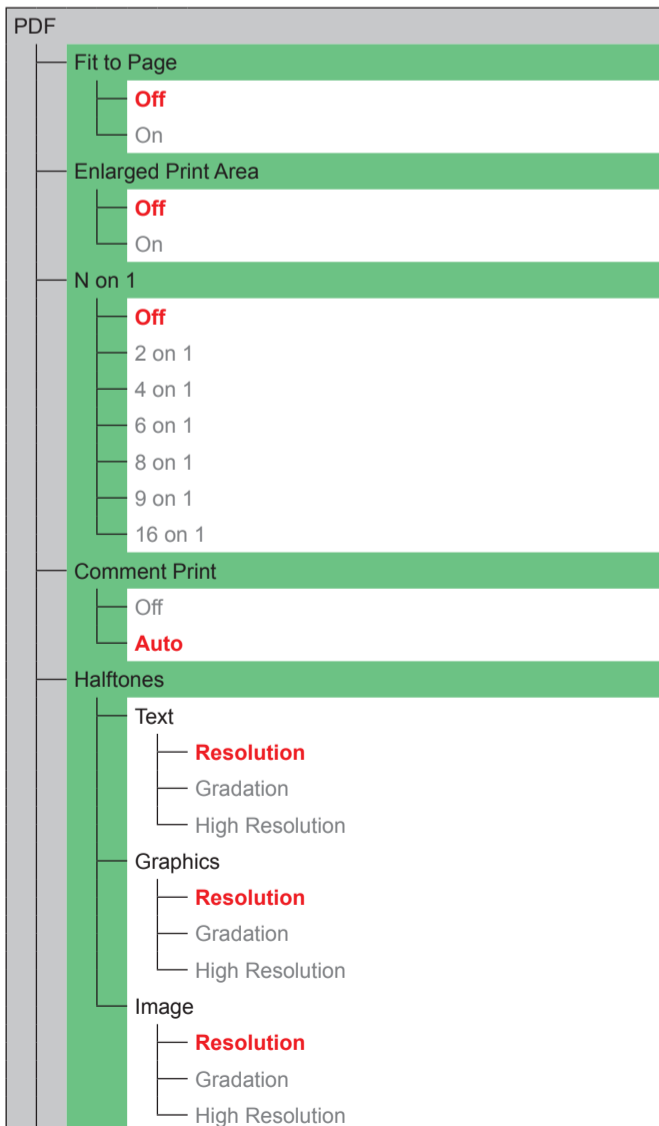 PDF
Fit to Page
Off
On
Enlarged Print Area
Off
On
N on 1
Off
2 on 1
4 on 1
6 on 1
8 on 1
9 on 1
16 on 1
Comment Print
Off
Auto
Halftones
Text
Resolution
Gradation
High Resolution
Graphics
Resolution
Gradation
High Resolution
Image
Resolution
Gradation
High Resolution